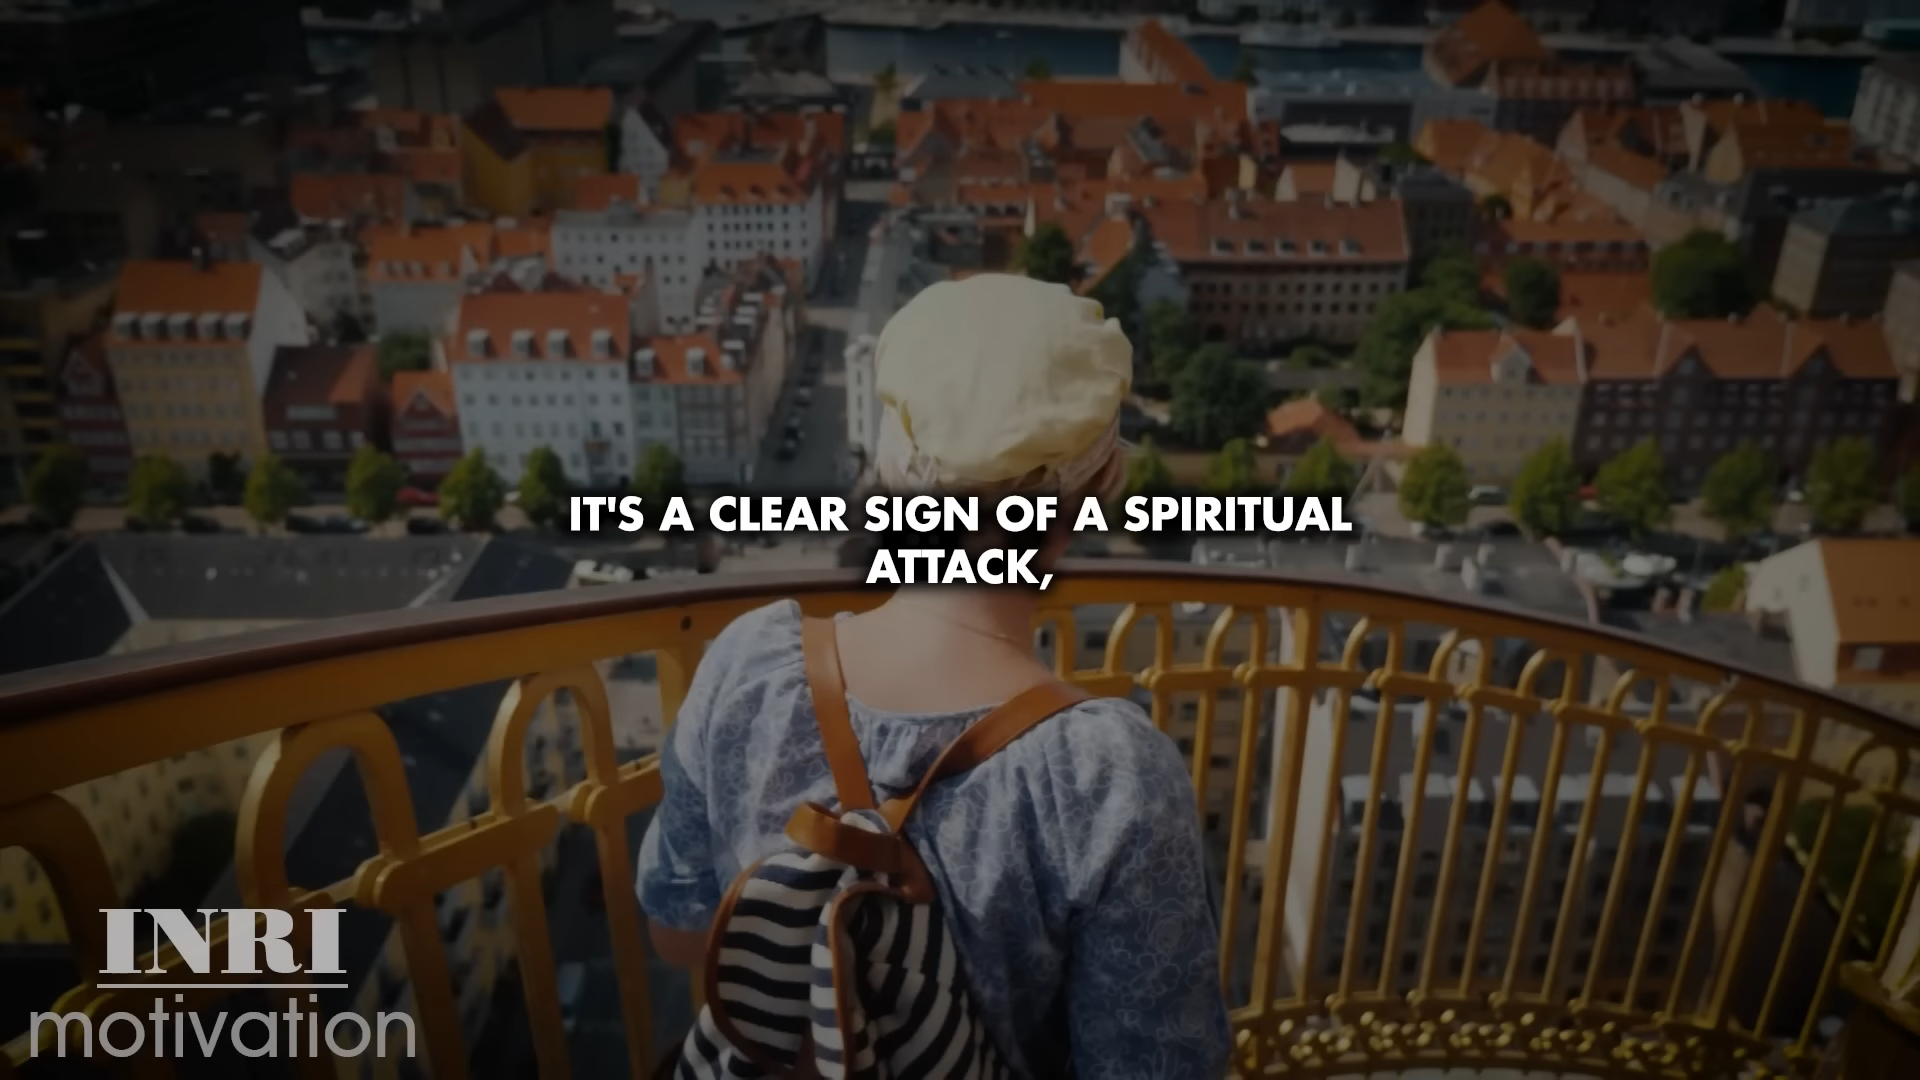 IT'S A CLEAR SIGN OF A SPIRITUAL
ATTACK,
INRI
motivation